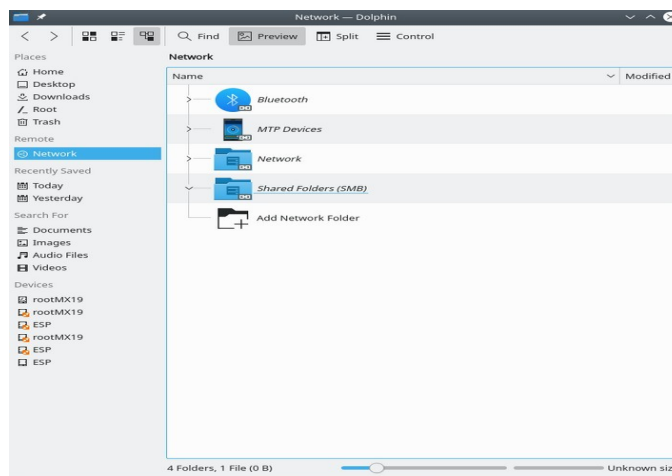 Network — Dolphin
Find
Preview
Split
Control
Places
Home
Desktop
Downloads
Root
Trash
Remote
Network
Recently Saved
Today
Yesterday
Search For
Documents
Images
Audio Files
Videos
Devices
rootMX19
rootMX19
ESP
rootMX19
ESP
ESP
Network
Name
Modified
Bluetooth
MTP Devices
Network
Shared Folders (SMB)
Add Network Folder
4 Folders, 1 File (0 B)
Unknown siz